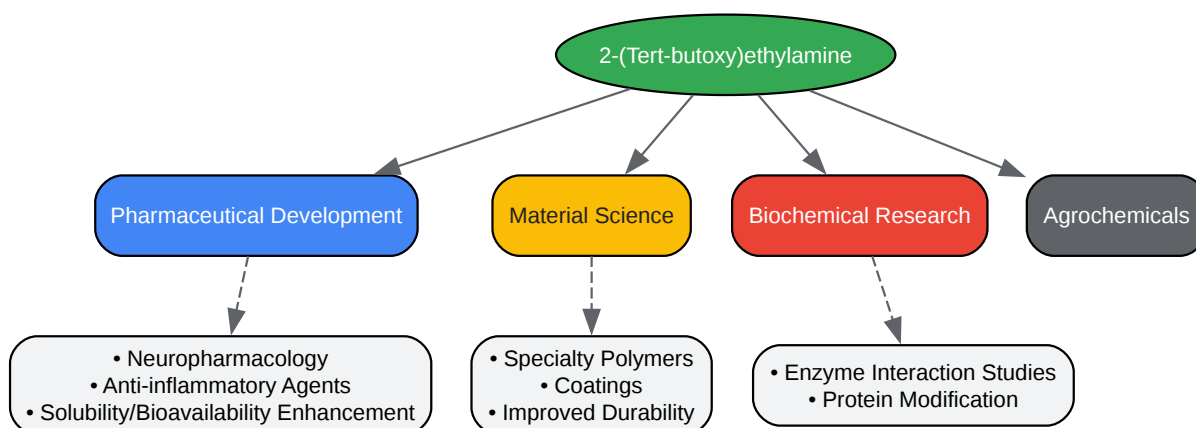 2-(Tert-butoxy)ethylamine
Pharmaceutical Development
Material Science
Biochemical Research
Agrochemicals
• Neuropharmacology
• Anti-inflammatory Agents
• Solubility/Bioavailability Enhancement
• Specialty Polymers
• Coatings
• Improved Durability
• Enzyme Interaction Studies
• Protein Modification